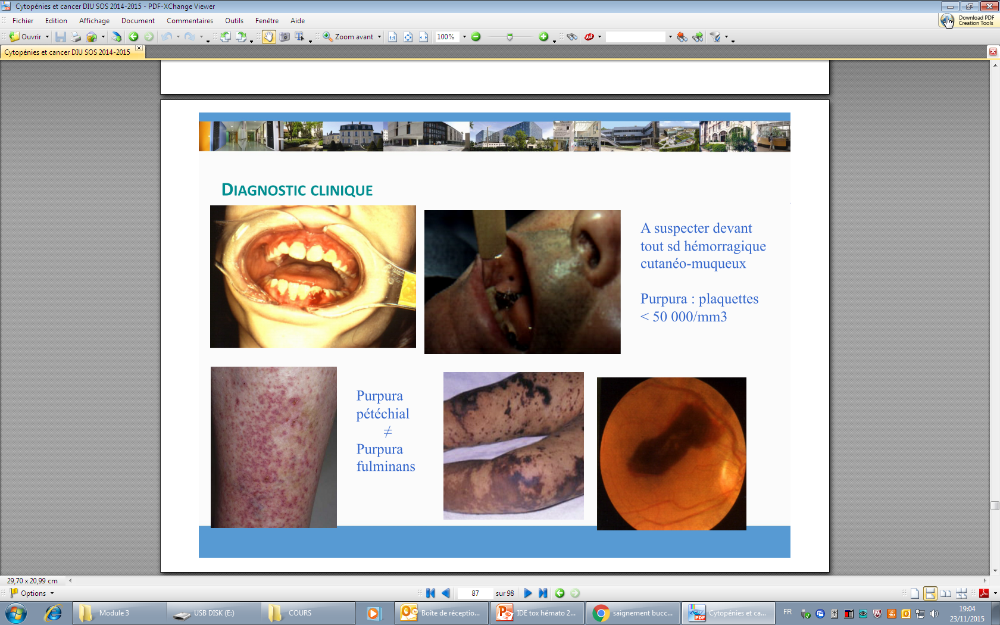 Cytopénies et cancer DIU SOS 2014-2015 - PDF-XChange Viewer
Fichier Edition Affichage Document Commentaires Outils Fenêtre Aide
Download PDF
Creation Tools
Ouvrir Zoom avant 1:1 100% Ask
Cytopénies et cancer DIU SOS 2014-2015
DIAGNOSTIC CLINIQUE
A suspecter devant
tout sd hémorragique
cutanéo-muqueux
Purpura : plaquettes
< 50 000/mm3
Purpura
pétéchial
≠
Purpura
fulminans
29,70 x 20,99 cm
Options 87 sur 98
Module 3 USB DISK (E:) COURS Boîte de réceptio... IDE tox hémato 2... saignement bucc... Cytopénies et ca... FR 19:04
23/11/2015